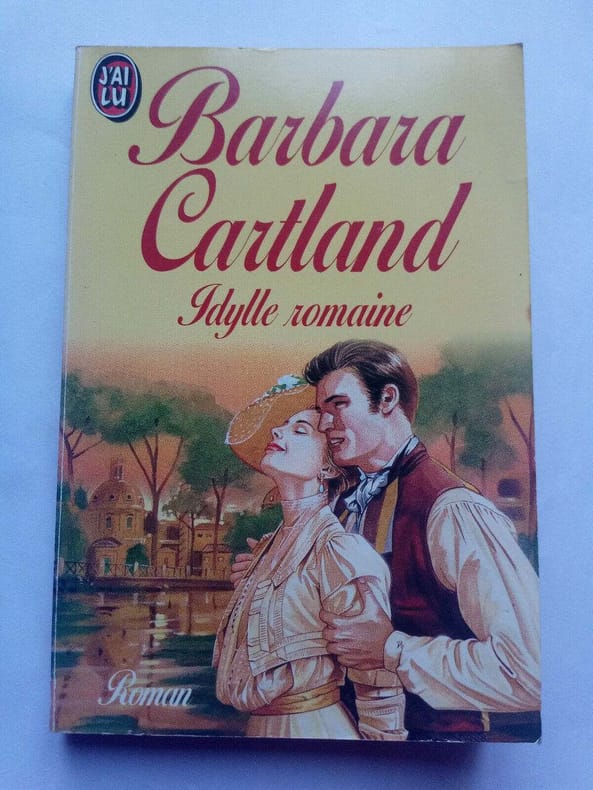 J'AI
LU
Barbara
Cartland
Idylle romaine
Roman